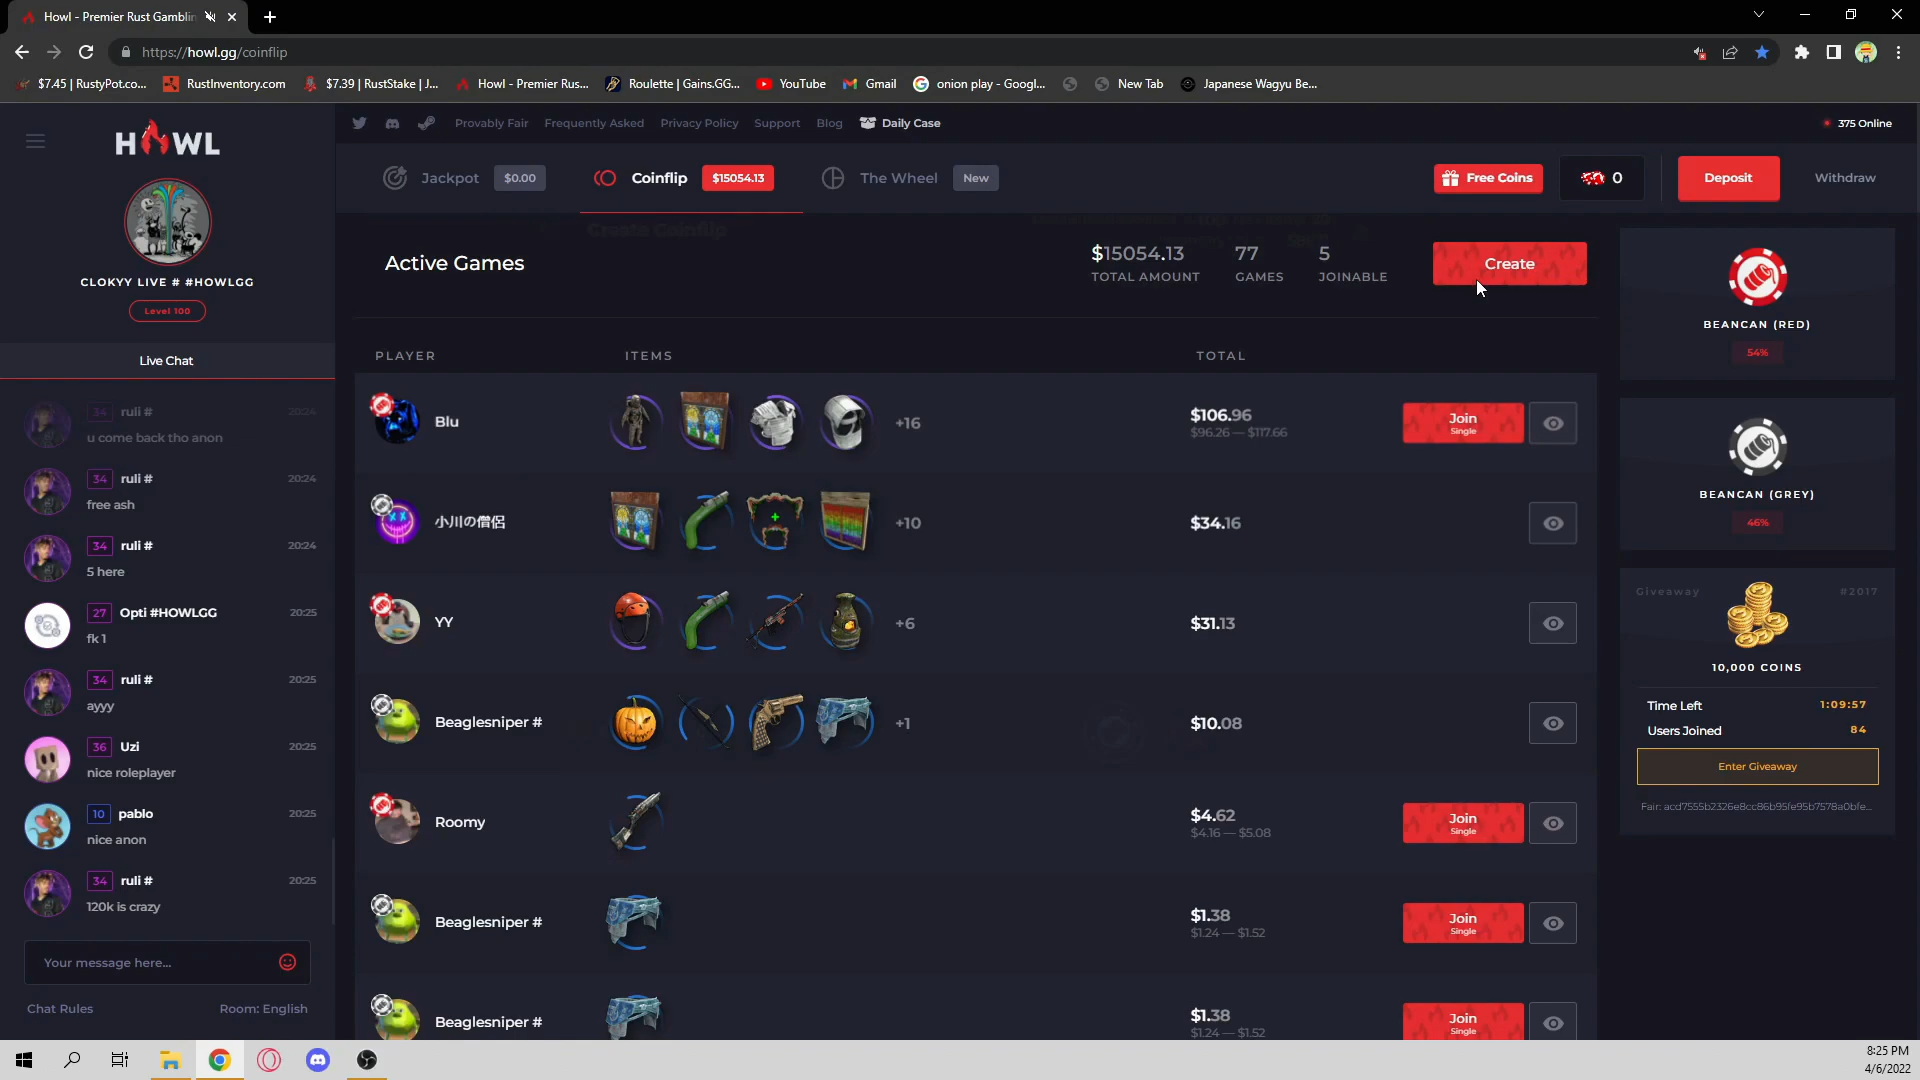 Howl - Premier Rust Gamblin
https://howl.gg/coinflip
$7.45 | RustyPot.co...
RustInventory.com
$7.39 | RustStake | J...
Howl - Premier Rus...
Roulette | Gains.GG...
YouTube
Gmail
onion play - Googl...
New Tab
Japanese Wagyu Be...
HOWL
Provably Fair
Frequently Asked
Privacy Policy
Support
Blog
Daily Case
375 Online
Jackpot
$0.00
Coinflip
$15054.13
The Wheel
New
Free Coins
0
Deposit
Withdraw
CLOKYY LIVE # #HOWLGG
Level 100
Live Chat
34 ruli # 20:24
u come back tho anon
34 ruli # 20:24
free ash
34 ruli # 20:24
5 here
27 Opti #HOWLGG 20:25
fk 1
34 ruli # 20:25
ayyy
36 Uzi 20:25
nice roleplayer
10 pablo 20:25
nice anon
34 ruli # 20:25
120k is crazy
Your message here...
Chat Rules
Room: English
Create Coinflip
Active Games
$15054.13
TOTAL AMOUNT
77
GAMES
5
JOINABLE
Create
PLAYER ITEMS TOTAL
Blu +16 $106.96
$96.26 — $117.66
Join
Single
小川の僧侶 +10 $34.16
YY +6 $31.13
Beaglesniper # +1 $10.08
Roomy $4.62
$4.16 — $5.08
Join
Single
Beaglesniper # $1.38
$1.24 — $1.52
Join
Single
Beaglesniper # $1.38
$1.24 — $1.52
Join
Single
BEANCAN (RED)
54%
BEANCAN (GREY)
46%
Giveaway #2017
10,000 COINS
Time Left 1:09:57
Users Joined 84
Enter Giveaway
Fair: acd7555b2326e8cc86b95fe95b7578a0bfe...
8:25 PM
4/6/2022